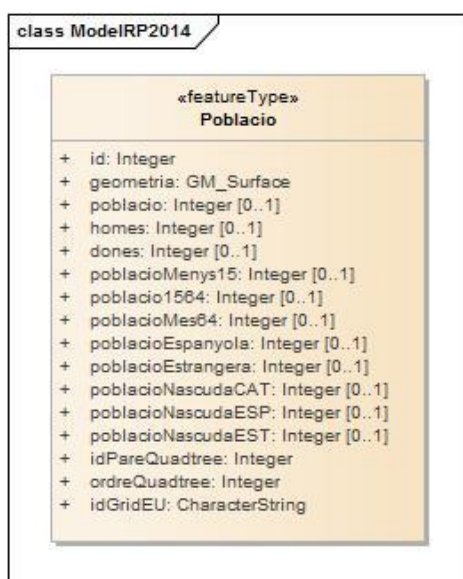 class ModelRP2014
«featureType»
Poblacio
+ id: Integer
+ geometria: GM_Surface
+ poblacio: Integer [0..1]
+ homes: Integer [0..1]
+ dones: Integer [0..1]
+ poblacioMenys15: Integer [0..1]
+ poblacio1564: Integer [0..1]
+ poblacioMes64: Integer [0..1]
+ poblacioEspanyola: Integer [0..1]
+ poblacioEstrangera: Integer [0..1]
+ poblacioNascudaCAT: Integer [0..1]
+ poblacioNascudaESP: Integer [0..1]
+ poblacioNascudaEST: Integer [0..1]
+ idPareQuadtree: Integer
+ ordreQuadtree: Integer
+ idGridEU: CharacterString